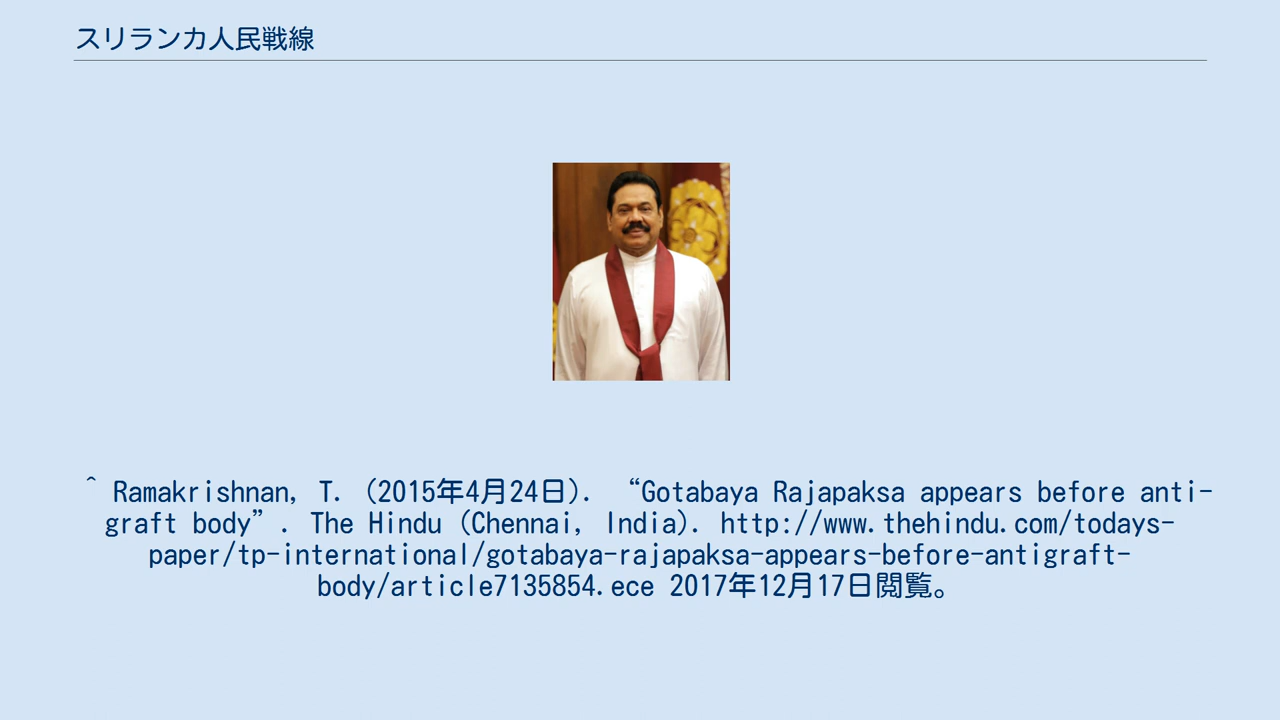 スリランカ人民戦線
^ Ramakrishnan, T. (2015年4月24日). “Gotabaya Rajapaksa appears before anti-
graft body”. The Hindu (Chennai, India). http://www.thehindu.com/todays-
paper/tp-international/gotabaya-rajapaksa-appears-before-antigraft-
body/article7135854.ece 2017年12月17日閲覧。